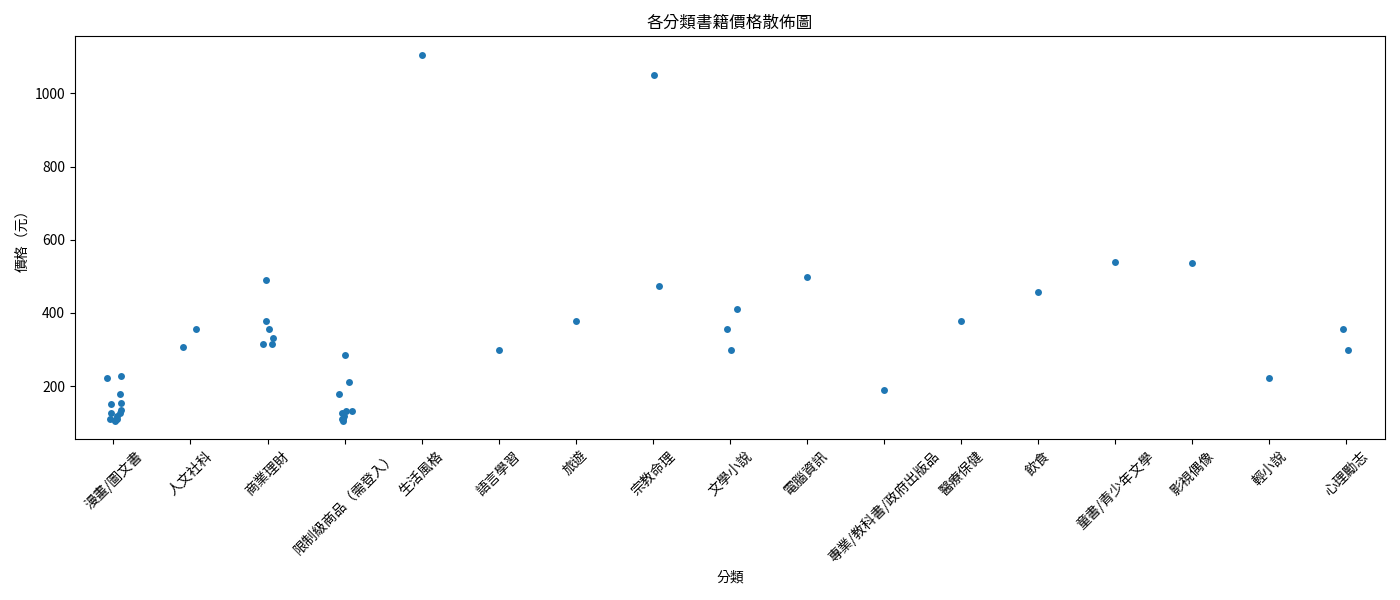 各分類書籍價格散佈圖
價格（元）
1000
800
600
400
200
漫畫/圖文書
人文社科
商業理財
限制級商品（需登入）
生活風格
語言學習
旅遊
宗教命理
文學小說
電腦資訊
專業/教科書/政府出版品
醫療保健
飲食
童書/青少年文學
影視偶像
輕小說
心理勵志
分類